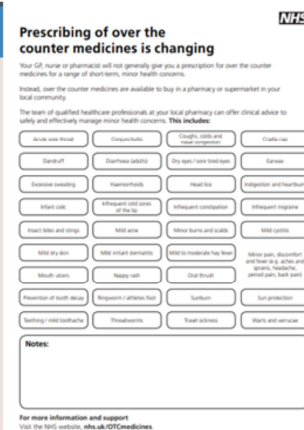 NHS
Prescribing of over the
counter medicines is changing
Your GP, nurse or pharmacist will not generally give you a prescription for over the counter
medicines for a range of short-term, minor health concerns.
Instead, over the counter medicines are available to buy in a pharmacy or supermarket in your
local community.
The team of qualified healthcare professionals at your local pharmacy can offer clinical advice to
safely and effectively manage minor health concerns. This includes:
Acute sore throat
Conjunctivitis
Coughs, colds and
nasal congestion
Cradle cap
Dandruff
Diarrhoea (adults)
Dry eyes / sore tired eyes
Earwax
Excessive sweating
Haemorrhoids
Head lice
Indigestion and heartburn
Infant colic
Infrequent cold sores
of the lip
Infrequent constipation
Infrequent migraine
Insect bites and stings
Mild acne
Minor burns and scalds
Mild cystitis
Mild dry skin
Mild irritant dermatitis
Mild to moderate hay fever
Minor pain, discomfort
and fever (e.g. aches and
sprains, headache,
period pain, back pain)
Mouth ulcers
Nappy rash
Oral thrush
Prevention of tooth decay
Ringworm / athletes foot
Sunburn
Sun protection
Teething / mild toothache
Threadworms
Travel sickness
Warts and verrucae
Notes:
For more information and support
Visit the NHS website, nhs.uk/OTCmedicines